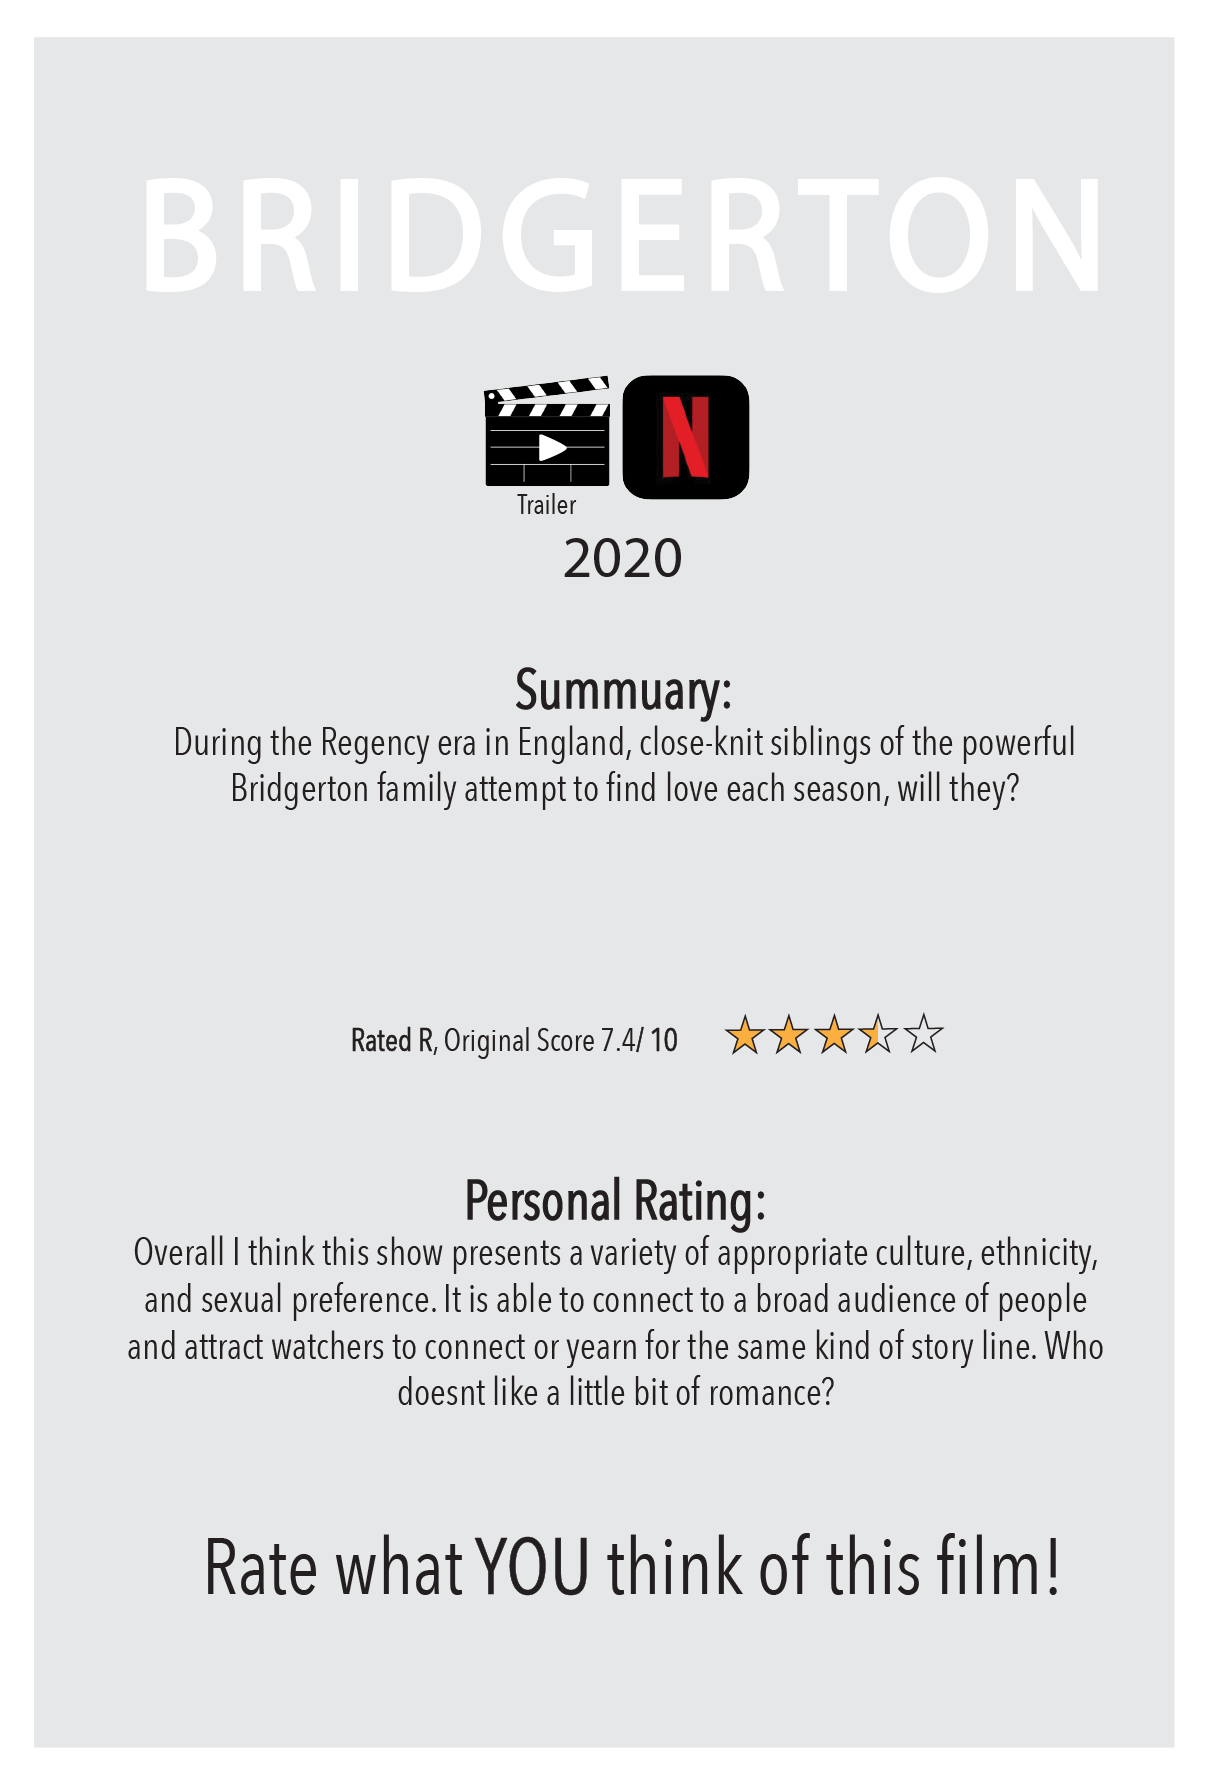 BRIDGERTON
N
Trailer
2020
Summuary:
During the Regency era in England, close-knit siblings of the powerful
Bridgerton family attempt to find love each season, will they?
Rated R, Original Score 7.4/ 10
Personal Rating:
Overall I think this show presents a variety of appropriate culture, ethnicity,
and sexual preference. It is able to connect to a broad audience of people
and attract watchers to connect or yearn for the same kind of story line. Who
doesnt like a little bit of romance?
Rate what YOU think of this film!